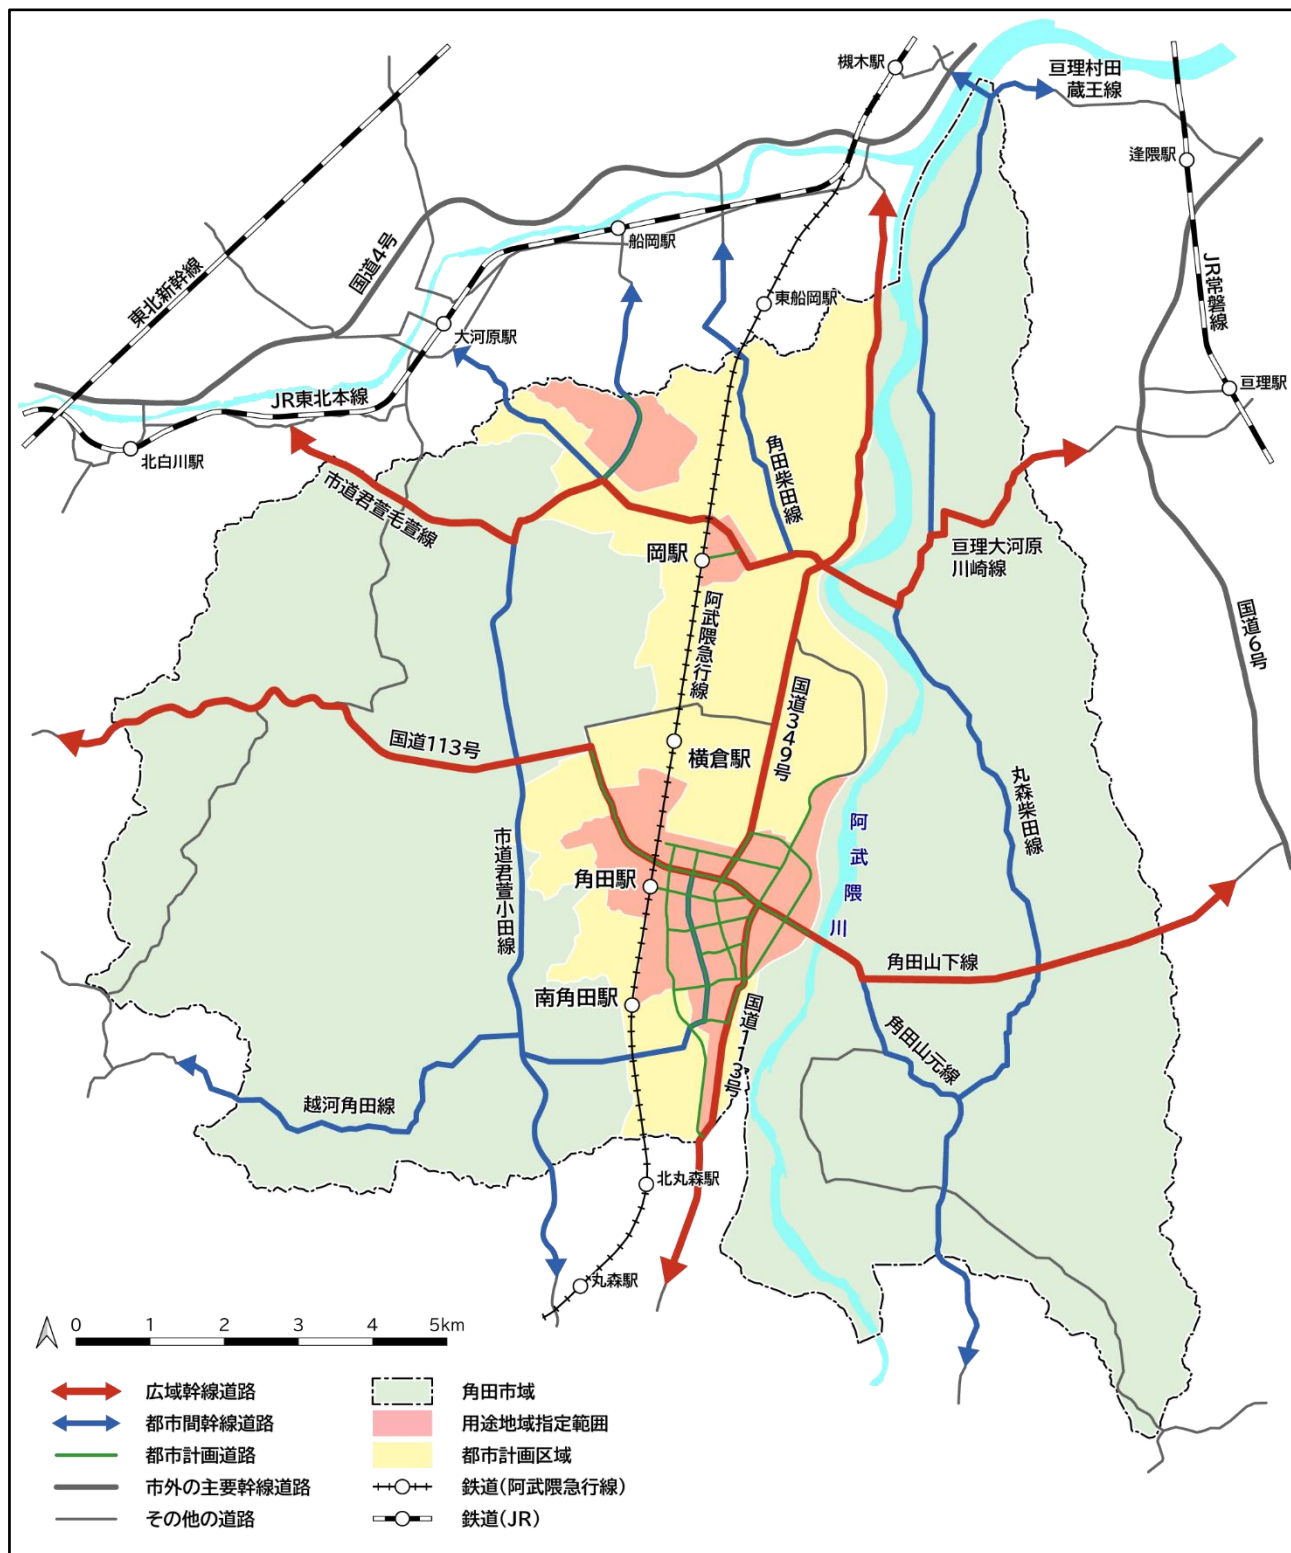 槻木駅
亘理村田
蔵王線
逢隈駅
船岡駅
国道4号
東北新幹線
JR常磐線
東船岡駅
大河原駅
亘理駅
JR東北本線
北白川駅
角田柴田線
市道君萱毛萱線
岡駅
亘理大河原
川崎線
阿武隈急行線
国道6号
国道349号
国道113号
横倉駅
丸森柴田線
阿武隈川
市道君萱小田線
角田駅
角田山下線
南角田駅
国道113号
角田山元線
越河角田線
北丸森駅
丸森駅
0 1 2 3 4 5km
広域幹線道路
都市間幹線道路
都市計画道路
市外の主要幹線道路
その他の道路
角田市域
用途地域指定範囲
都市計画区域
鉄道(阿武隈急行線)
鉄道(JR)